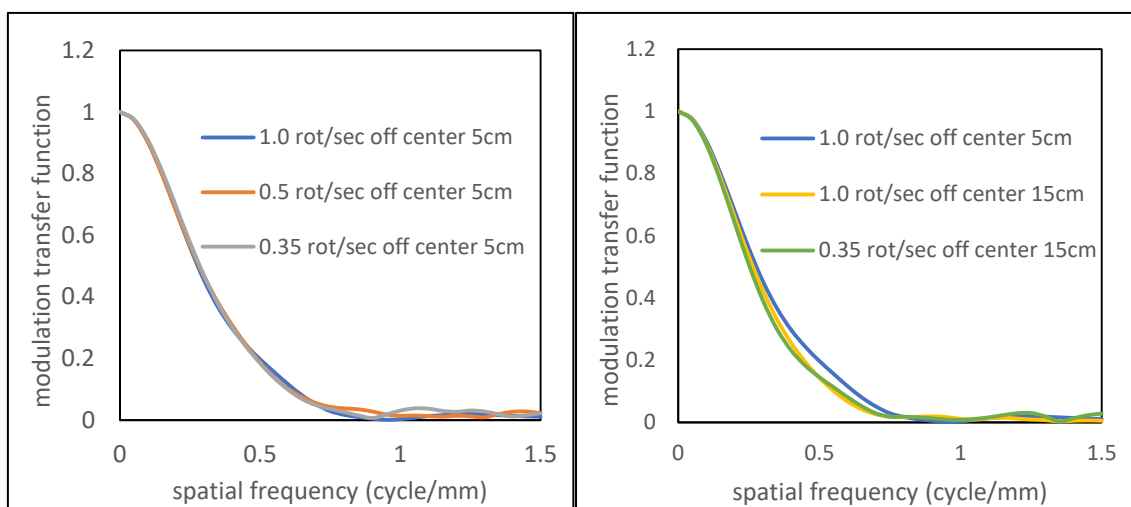 modulation transfer function
1.2
1
0.8
0.6
0.4
0.2
0
1.0 rot/sec off center 5cm
0.5 rot/sec off center 5cm
0.35 rot/sec off center 5cm
0
0.5
1
1.5
spatial frequency (cycle/mm)
modulation transfer function
1.2
1
0.8
0.6
0.4
0.2
0
1.0 rot/sec off center 5cm
1.0 rot/sec off center 15cm
0.35 rot/sec off center 15cm
0
0.5
1
1.5
spatial frequency (cycle/mm)